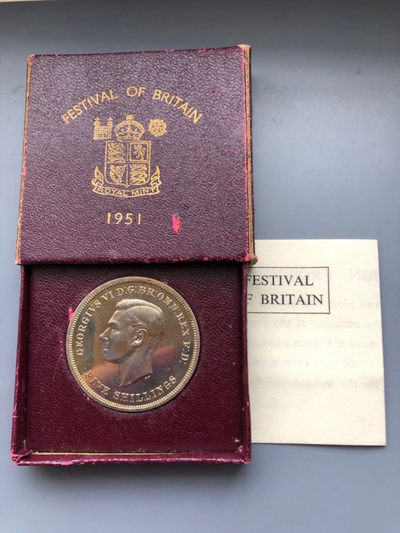 FESTIVAL OF BRITAIN
ROYAL MINT
1951
GEORGIVS VI D:G:BR:OMN:REX F:D:
FIVE SHILLINGS
FESTIVAL
OF BRITAIN